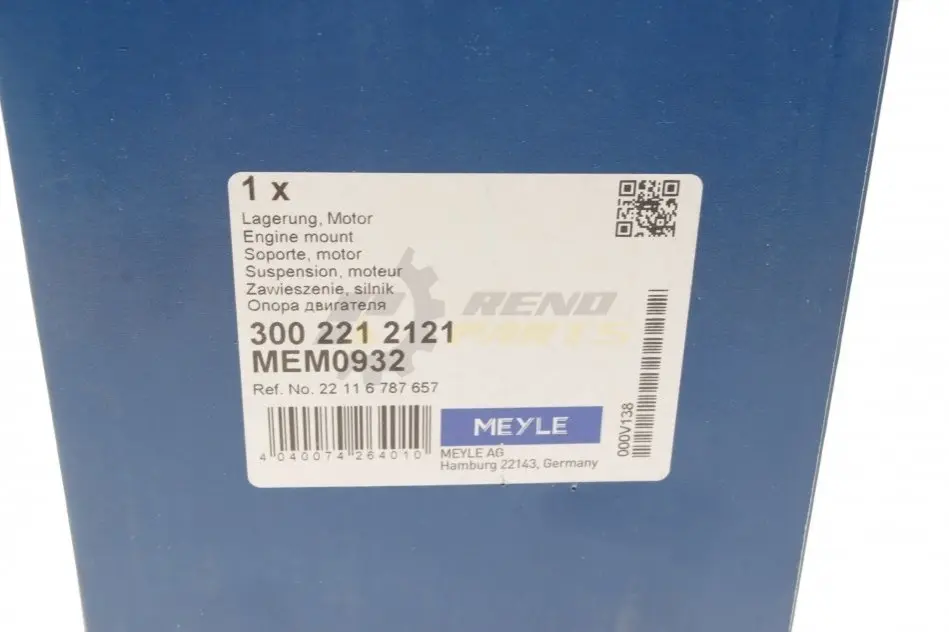 1 x
Lagerung, Motor
Engine mount
Soporte, motor
Suspension, moteur
Zawieszenie, silnik
Опора двигателя
RENO
PARTS
300 221 2121
MEM0932
Ref. No. 22 11 6 787 657
4 040074 264010
MEYLE
MEYLE AG
Hamburg 22143, Germany
000V138